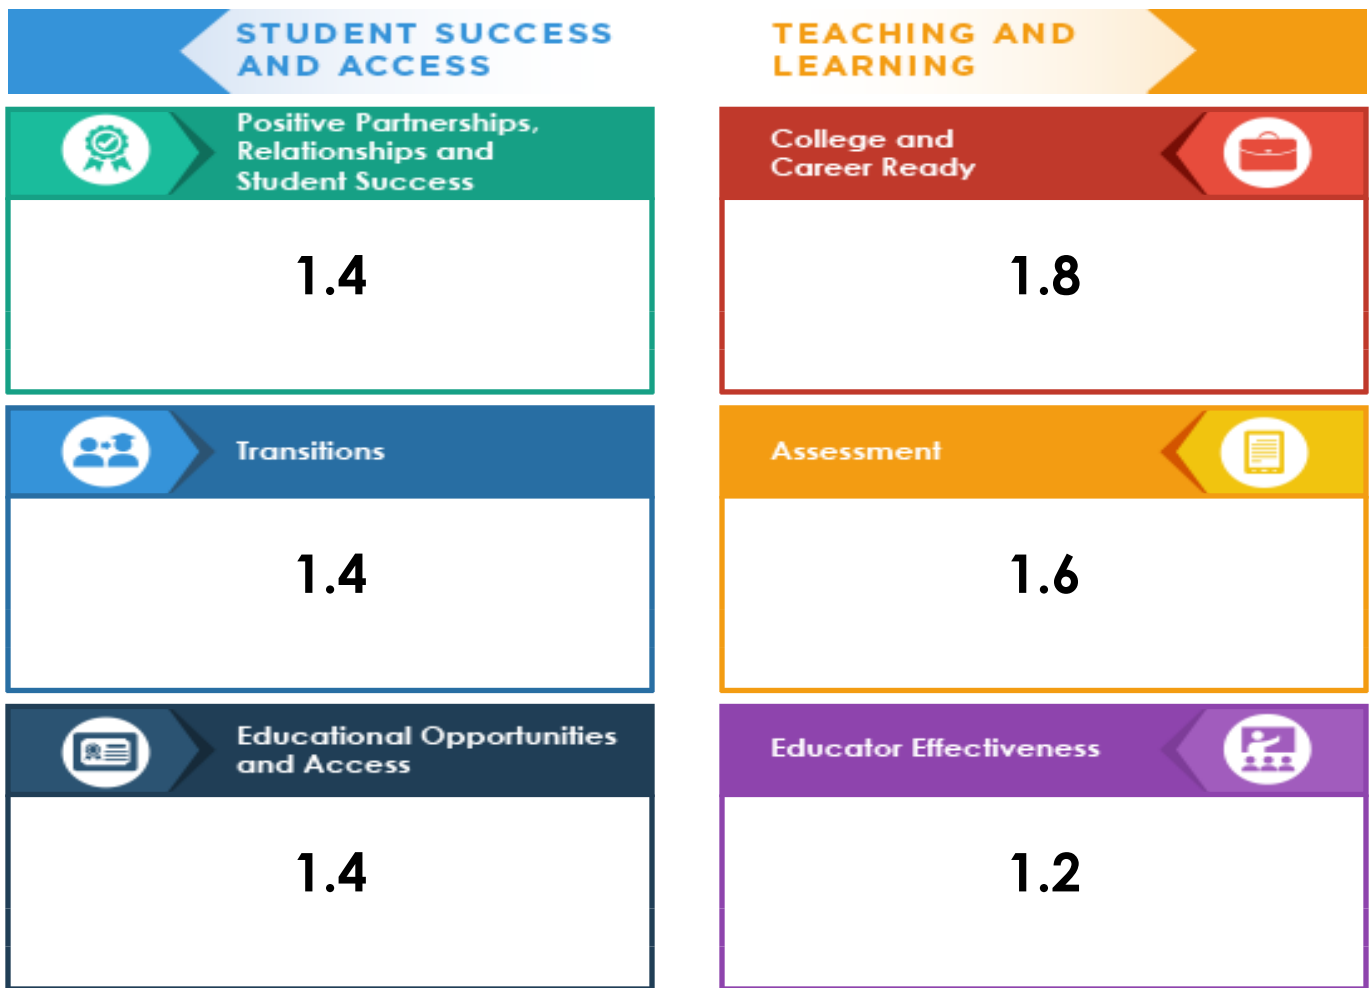 STUDENT SUCCESS
AND ACCESS
TEACHING AND
LEARNING
Positive Partnerships,
Relationships and
Student Success
1.4
College and
Career Ready
1.8
Transitions
1.4
Assessment
1.6
Educational Opportunities
and Access
1.4
Educator Effectiveness
1.2